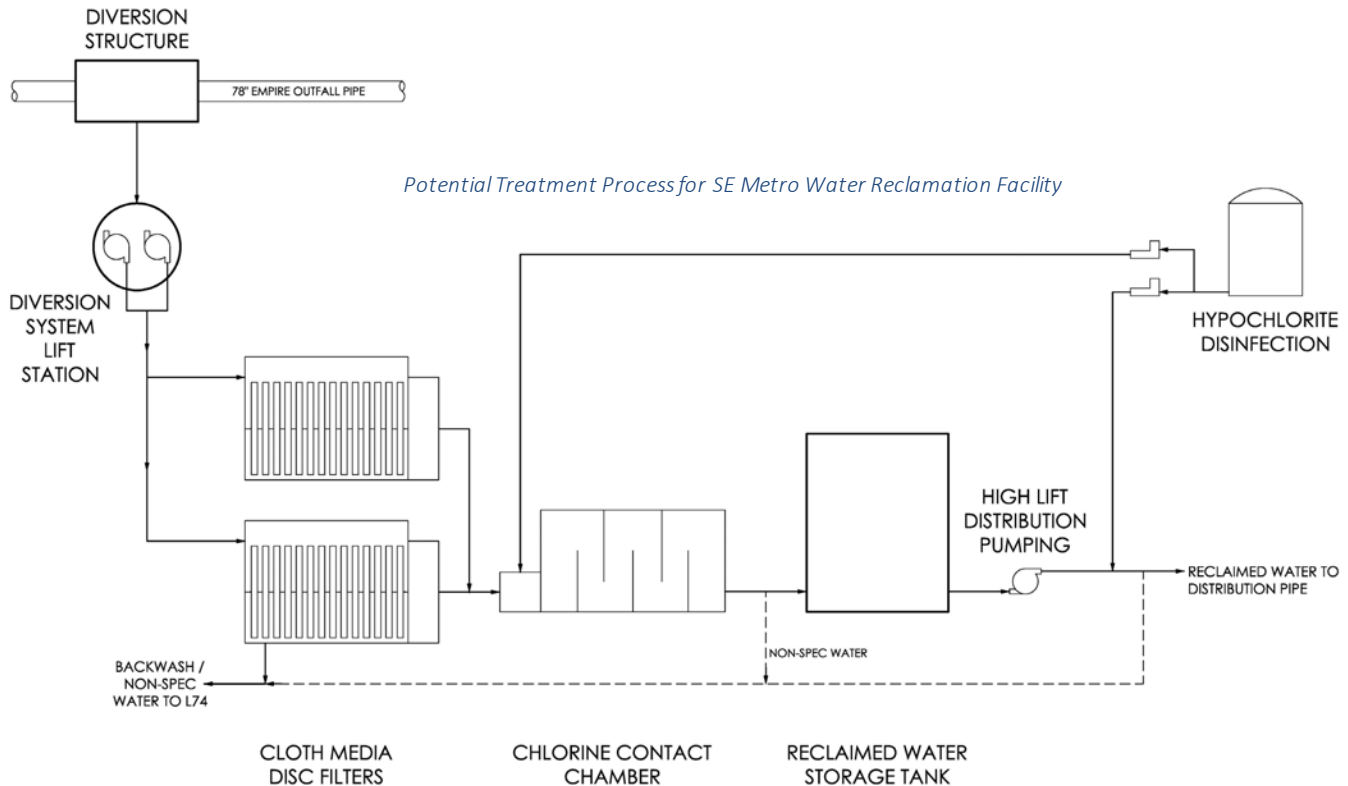 DIVERSION
STRUCTURE
78" EMPIRE OUTFALL PIPE
Potential Treatment Process for SE Metro Water Reclamation Facility
DIVERSION
SYSTEM
LIFT
STATION
HYPOCHLORITE
DISINFECTION
HIGH LIFT
DISTRIBUTION
PUMPING
RECLAIMED WATER TO
DISTRIBUTION PIPE
NON-SPEC WATER
BACKWASH /
NON-SPEC
WATER TO L74
CLOTH MEDIA
DISC FILTERS
CHLORINE CONTACT
CHAMBER
RECLAIMED WATER
STORAGE TANK